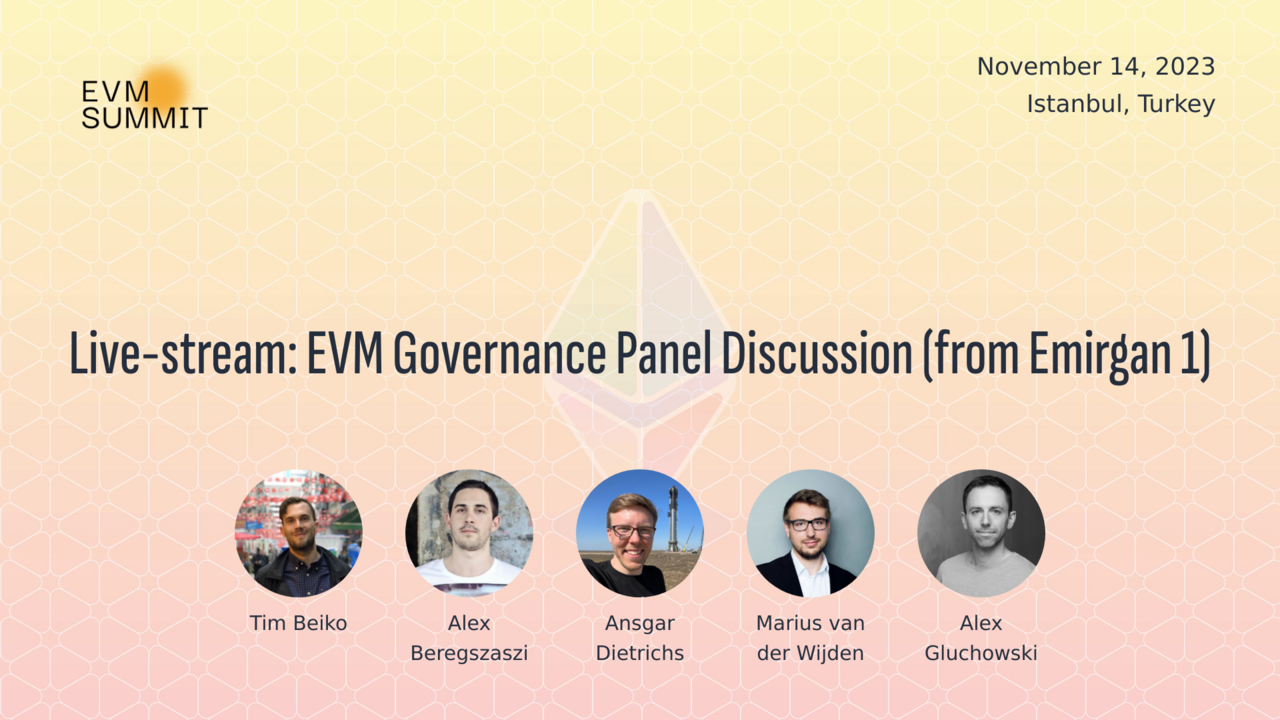 EVM
SUMMIT
November 14, 2023
Istanbul, Turkey
Live-stream: EVM Governance Panel Discussion (from Emirgan 1)
Tim Beiko
Alex
Beregszaszi
Ansgar
Dietrichs
Marius van
der Wijden
Alex
Gluchowski